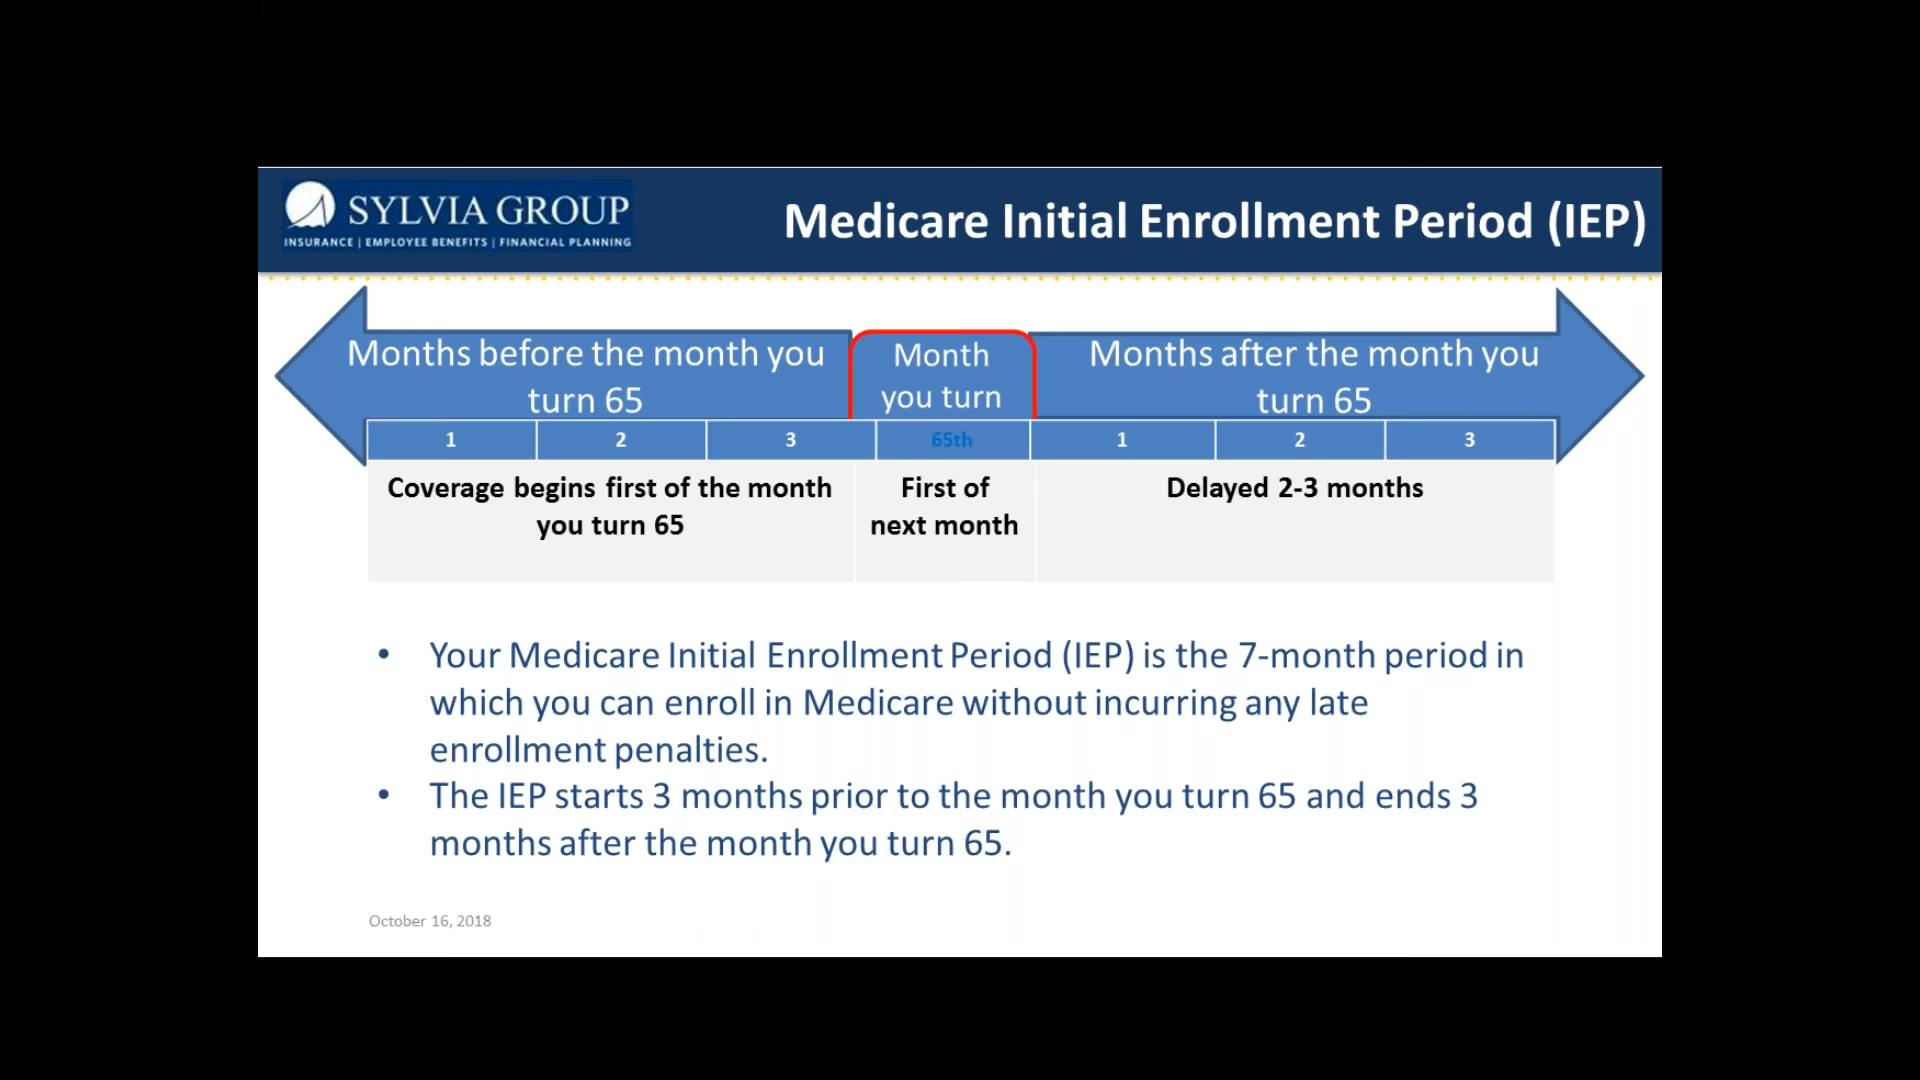 SYLVIA GROUP
INSURANCE | EMPLOYEE BENEFITS | FINANCIAL PLANNING
Medicare Initial Enrollment Period (IEP)
Months before the month you
turn 65
Month
you turn
Months after the month you
turn 65
1 2 3 65th 1 2 3
Coverage begins first of the month
you turn 65
First of
next month
Delayed 2-3 months
• Your Medicare Initial Enrollment Period (IEP) is the 7-month period in
which you can enroll in Medicare without incurring any late
enrollment penalties.
• The IEP starts 3 months prior to the month you turn 65 and ends 3
months after the month you turn 65.
October 16, 2018